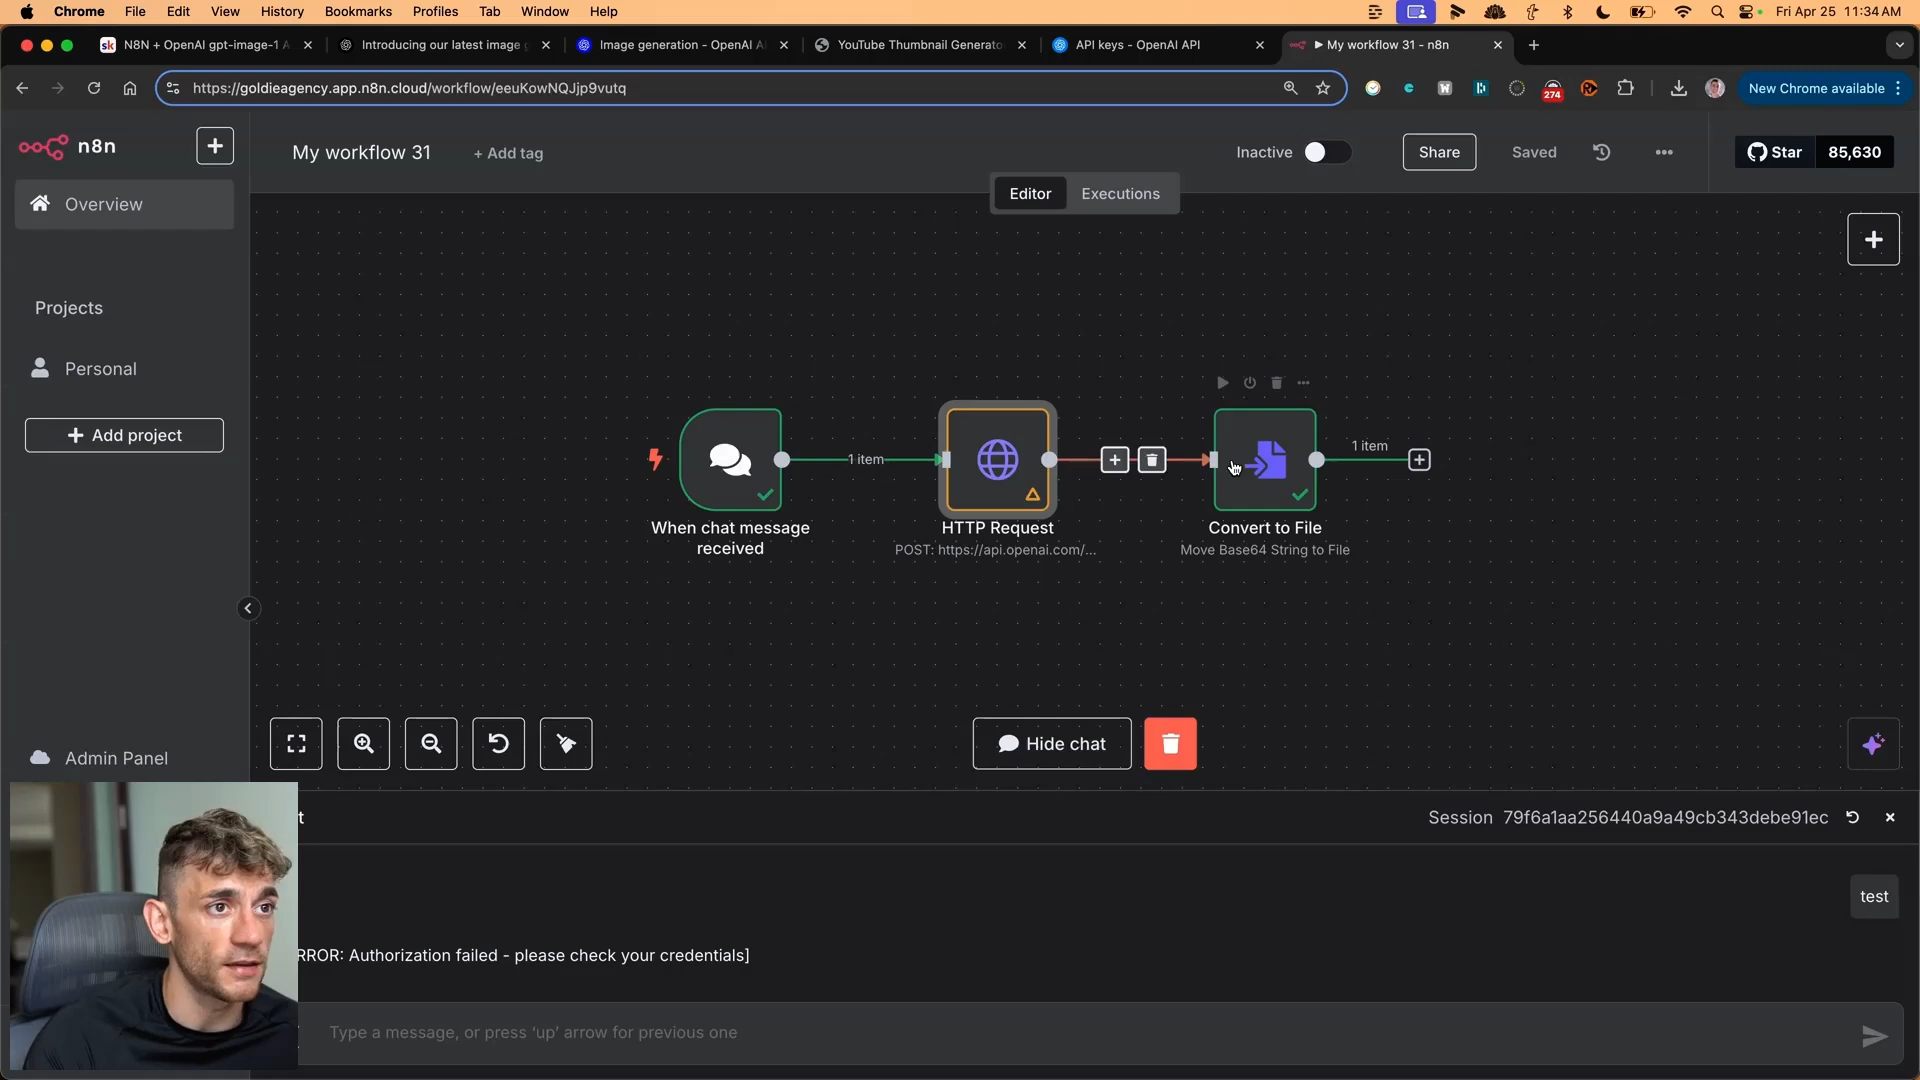 Chrome File Edit View History Bookmarks Profiles Tab Window Help Fri Apr 25 11:34 AM
N8N + OpenAI gpt-image-1 A Introducing our latest image g Image generation - OpenAI A YouTube Thumbnail Generato API keys - OpenAI API My workflow 31 - n8n
https://goldieagency.app.n8n.cloud/workflow/eeuKowNQJjp9vutq 274 New Chrome available
n8n My workflow 31 + Add tag Inactive Share Saved Star 85,630
Editor Executions
Overview
Projects
Personal
Add project
1 item 1 item
When chat message received
HTTP Request
POST: https://api.openai.com/...
Convert to File
Move Base64 String to File
Hide chat
Admin Panel
t Session 79f6a1aa256440a9a49cb343debe91ec
test
RROR: Authorization failed - please check your credentials]
Type a message, or press ‘up’ arrow for previous one